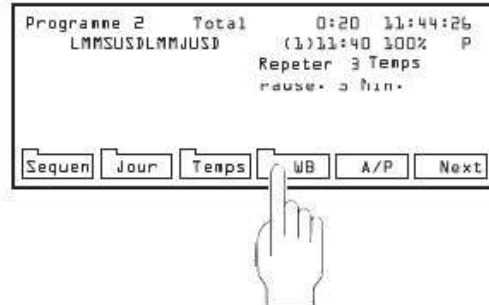 Programme 2 Total 0:20 11:44:26
LMMSUSDLMMJUSD (1)11:40 100% P
Repeter 3 Temps
Pause. 5 Min.
Sequen Jour Temps WB A/P Next